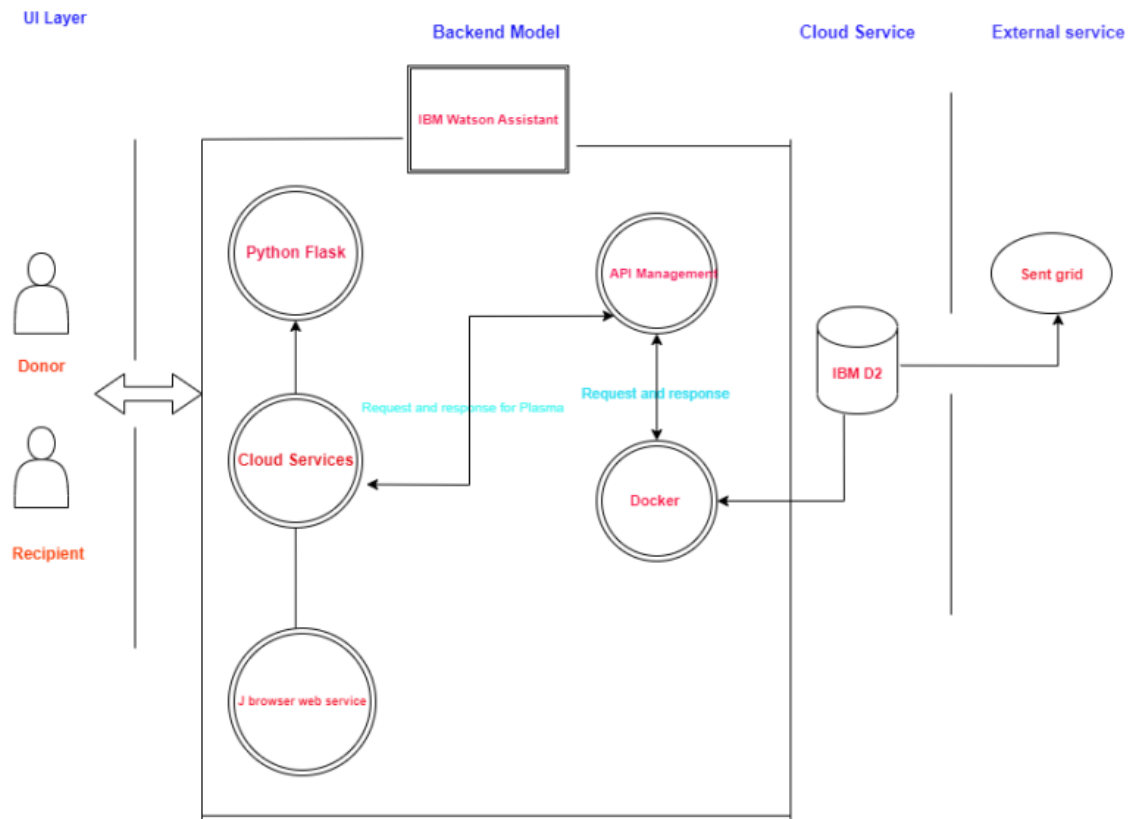 UI Layer
Backend Model
Cloud Service
External service
IBM Watson Assistant
Python Flask
API Management
Sent grid
Donor
IBM D2
Request and response for Plasma
Request and response
Cloud Services
Docker
Recipient
J browser web service